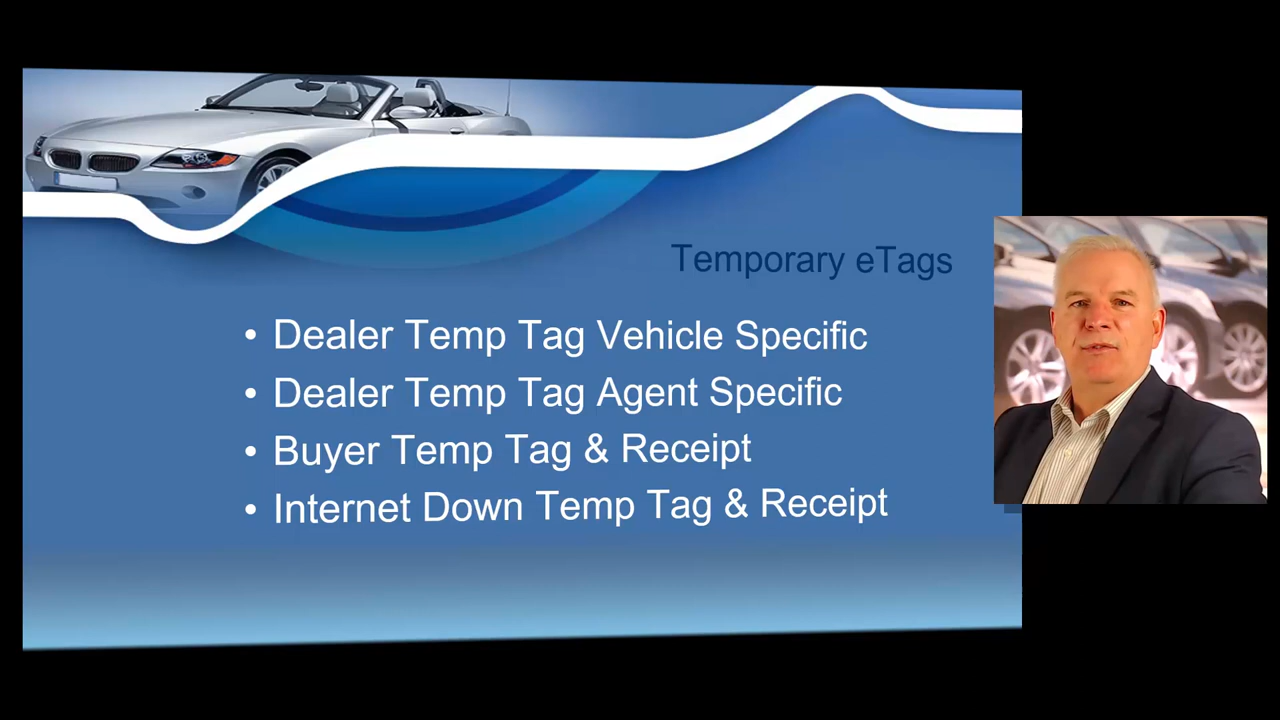 Temporary eTags
• Dealer Temp Tag Vehicle Specific
• Dealer Temp Tag Agent Specific
• Buyer Temp Tag & Receipt
• Internet Down Temp Tag & Receipt